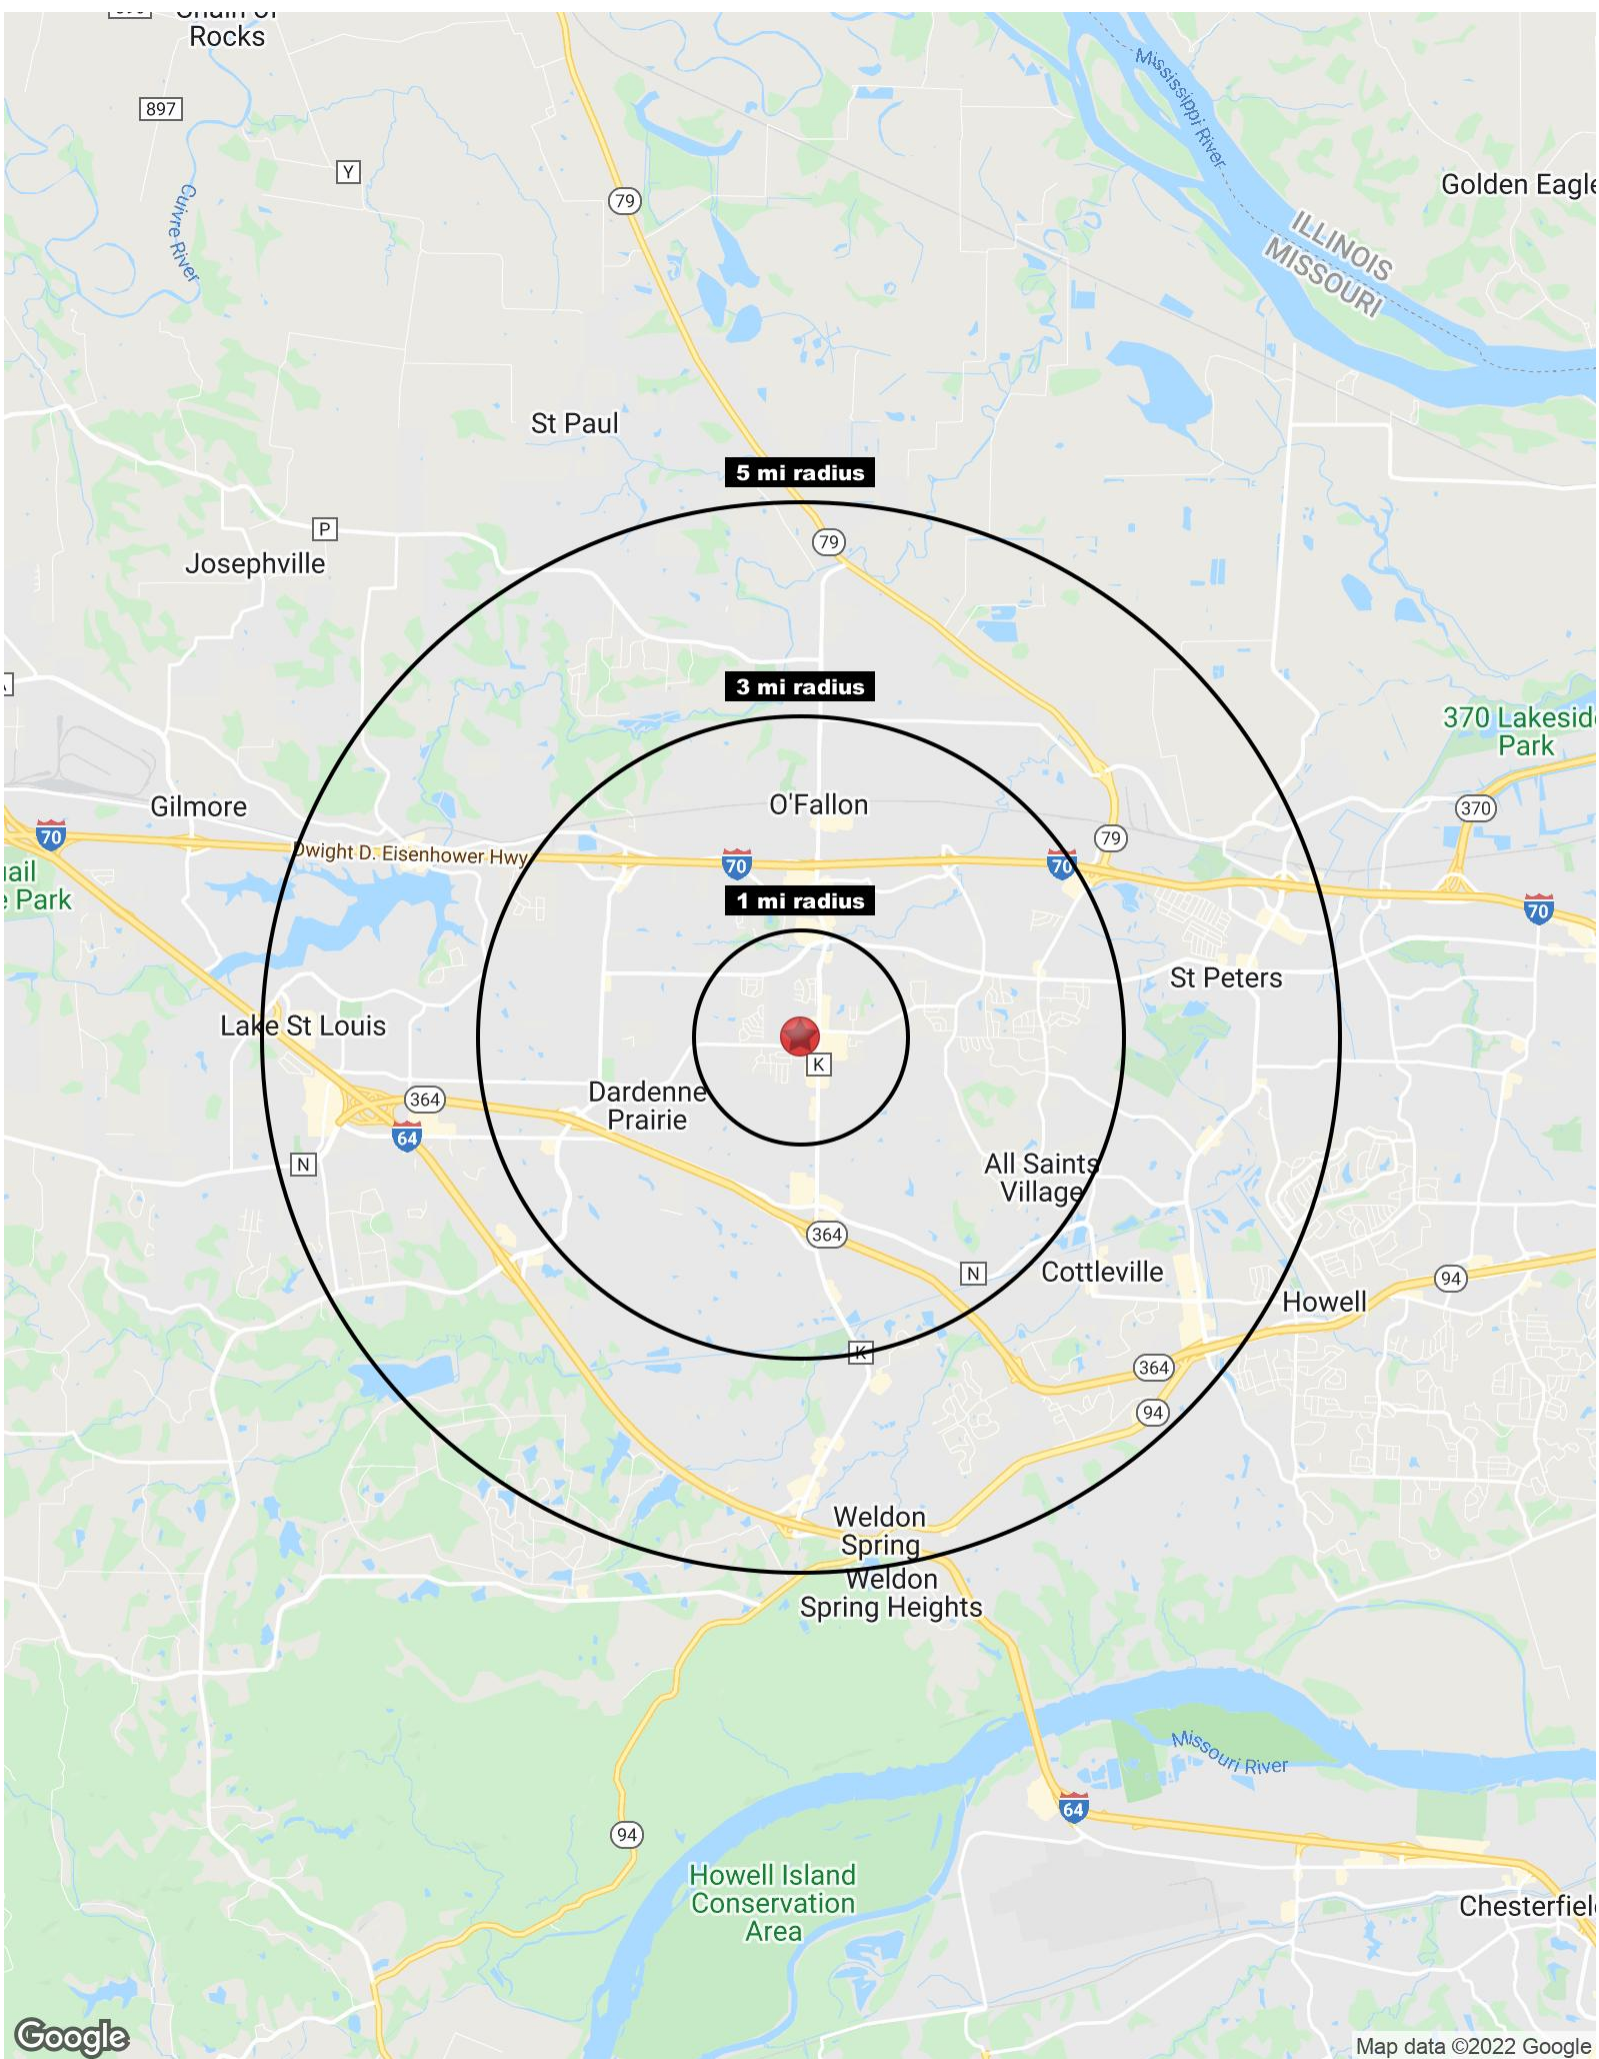 Rocks
897
Y
Mississippi River
Golden Eagle
79
Cuivre River
ILLINOIS
MISSOURI
St Paul
5 mi radius
P
79
Josephville
3 mi radius
370 Lakesid
Park
Gilmore
O'Fallon
370
70
Dwight D. Eisenhower Hwy
70
70
79
ail
e Park
1 mi radius
70
St Peters
Lake St Louis
K
Dardenne
Prairie
364
64
N
All Saints
Village
364
N
Cottleville
94
Howell
K
364
94
Weldon
Spring
Weldon
Spring Heights
Missouri River
64
94
Howell Island
Conservation
Area
Chesterfiel
Google
Map data ©2022 Google